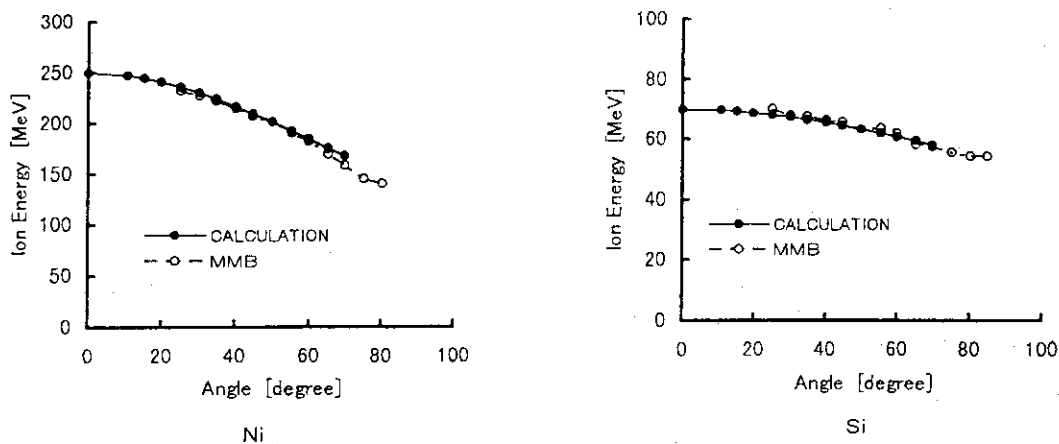 300
250
200
150
100
50
0
Ion Energy [MeV]
CALCULATION
MMB
0 20 40 60 80 100
Angle [degree]
Ni
100
80
60
40
20
0
Ion Energy [MeV]
CALCULATION
MMB
0 20 40 60 80 100
Angle [degree]
Si